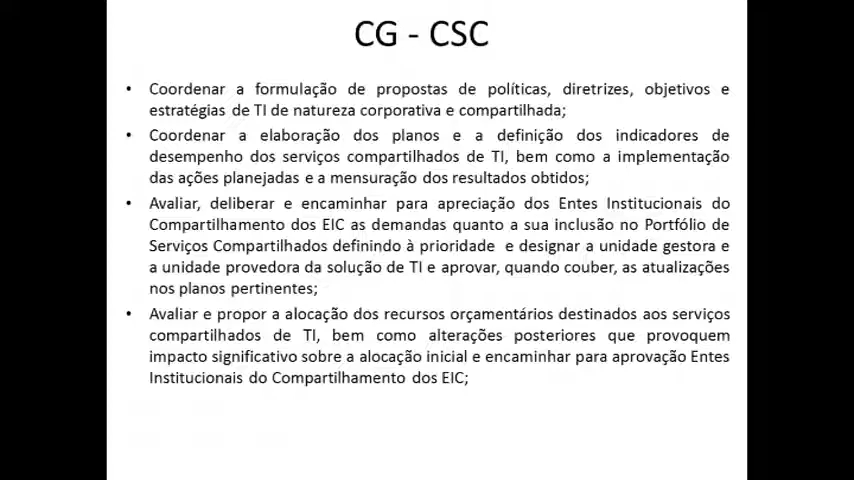 CG - CSC
• Coordenar a formulação de propostas de políticas, diretrizes, objetivos e
estratégias de TI de natureza corporativa e compartilhada;
• Coordenar a elaboração dos planos e a definição dos indicadores de
desempenho dos serviços compartilhados de TI, bem como a implementação
das ações planejadas e a mensuração dos resultados obtidos;
• Avaliar, deliberar e encaminhar para apreciação dos Entes Institucionais do
Compartilhamento dos EIC as demandas quanto a sua inclusão no Portfólio de
Serviços Compartilhados definindo à prioridade e designar a unidade gestora e
a unidade provedora da solução de TI e aprovar, quando couber, as atualizações
nos planos pertinentes;
• Avaliar e propor a alocação dos recursos orçamentários destinados aos serviços
compartilhados de TI, bem como alterações posteriores que provoquem
impacto significativo sobre a alocação inicial e encaminhar para aprovação Entes
Institucionais do Compartilhamento dos EIC;